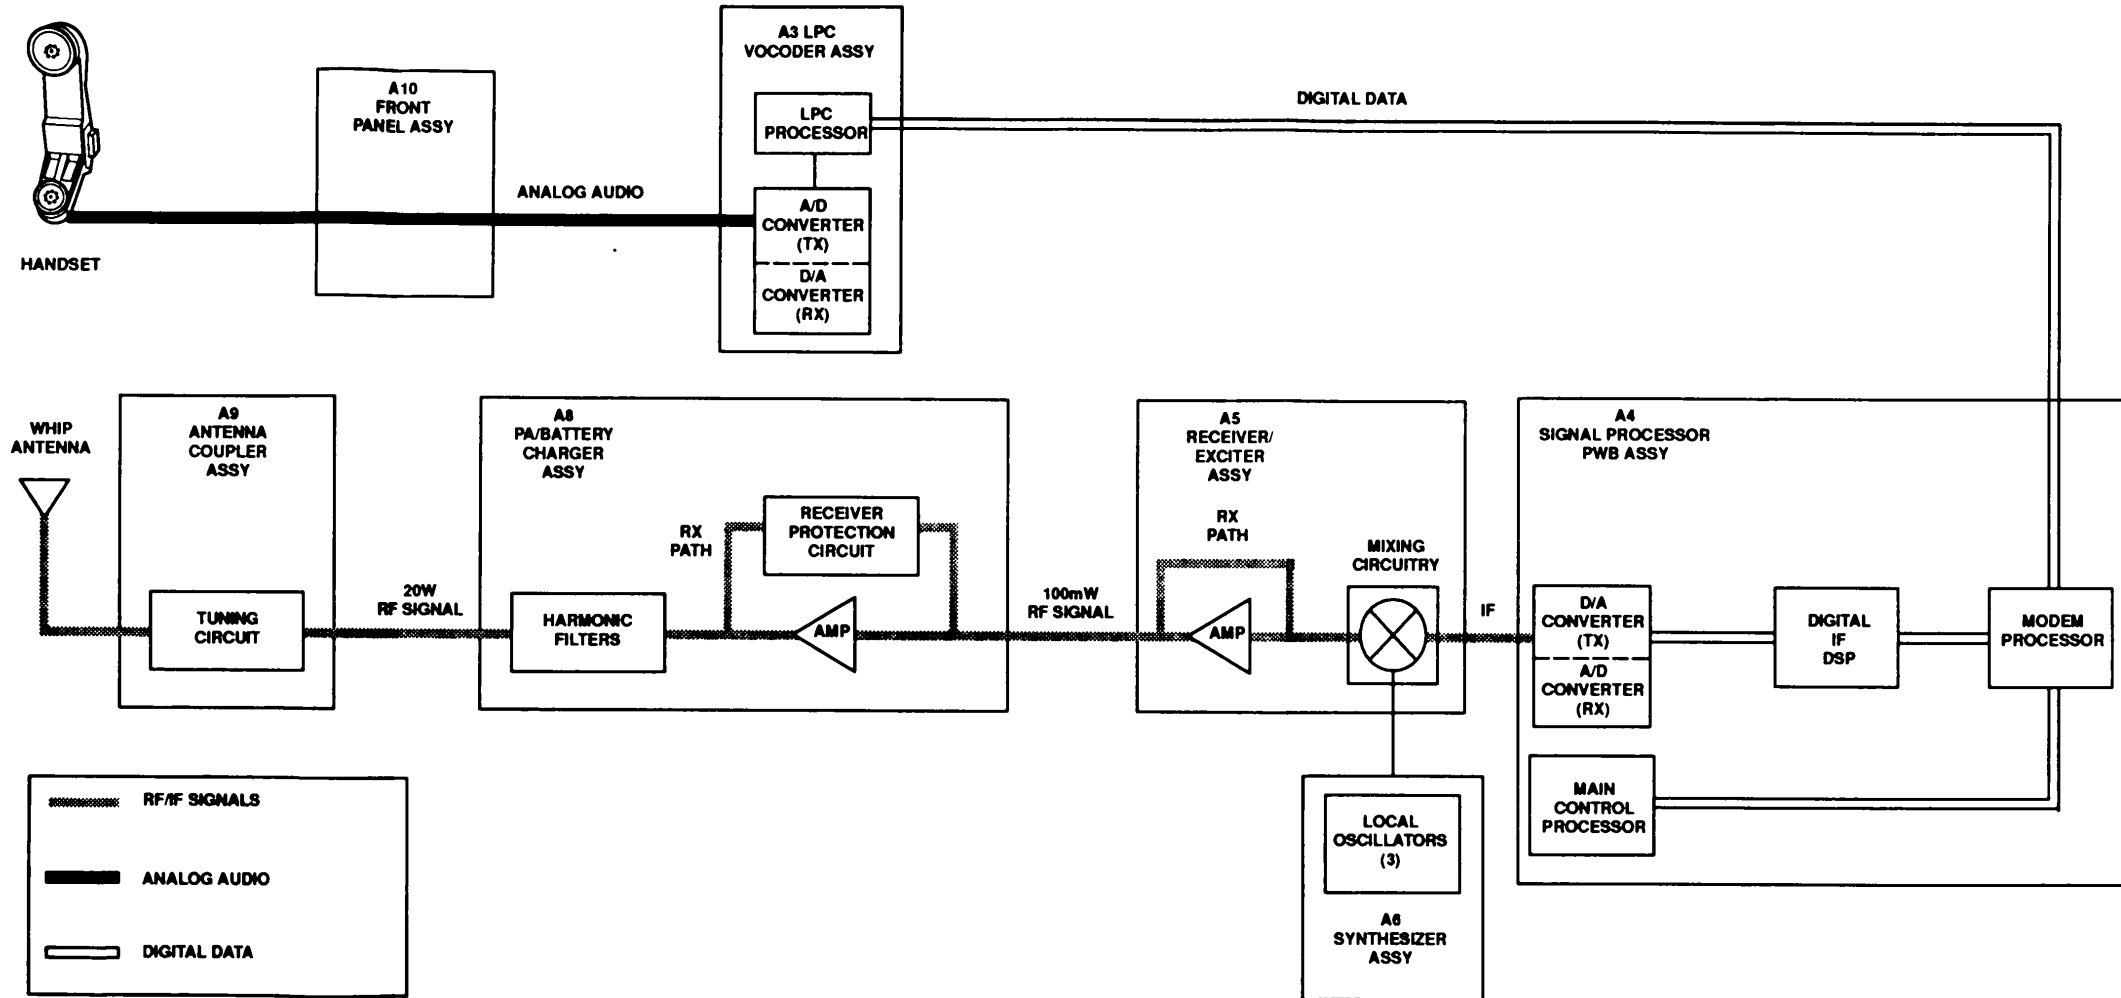 HANDSET
A10
FRONT
PANEL ASSY
ANALOG AUDIO
A3 LPC
VOCODER ASSY
LPC
PROCESSOR
A/D
CONVERTER
(TX)
D/A
CONVERTER
(RX)
DIGITAL DATA
WHIP
ANTENNA
A9
ANTENNA
COUPLER
ASSY
TUNING
CIRCUIT
20W
RF SIGNAL
A8
PA/BATTERY
CHARGER
ASSY
HARMONIC
FILTERS
RX
PATH
RECEIVER
PROTECTION
CIRCUIT
AMP
100mW
RF SIGNAL
A5
RECEIVER/
EXCITER
ASSY
RX
PATH
AMP
MIXING
CIRCUITRY
IF
A4
SIGNAL PROCESSOR
PWB ASSY
D/A
CONVERTER
(TX)
A/D
CONVERTER
(RX)
DIGITAL
IF
DSP
MODEM
PROCESSOR
MAIN
CONTROL
PROCESSOR
LOCAL
OSCILLATORS
(3)
A6
SYNTHESIZER
ASSY
RF/IF SIGNALS
ANALOG AUDIO
DIGITAL DATA